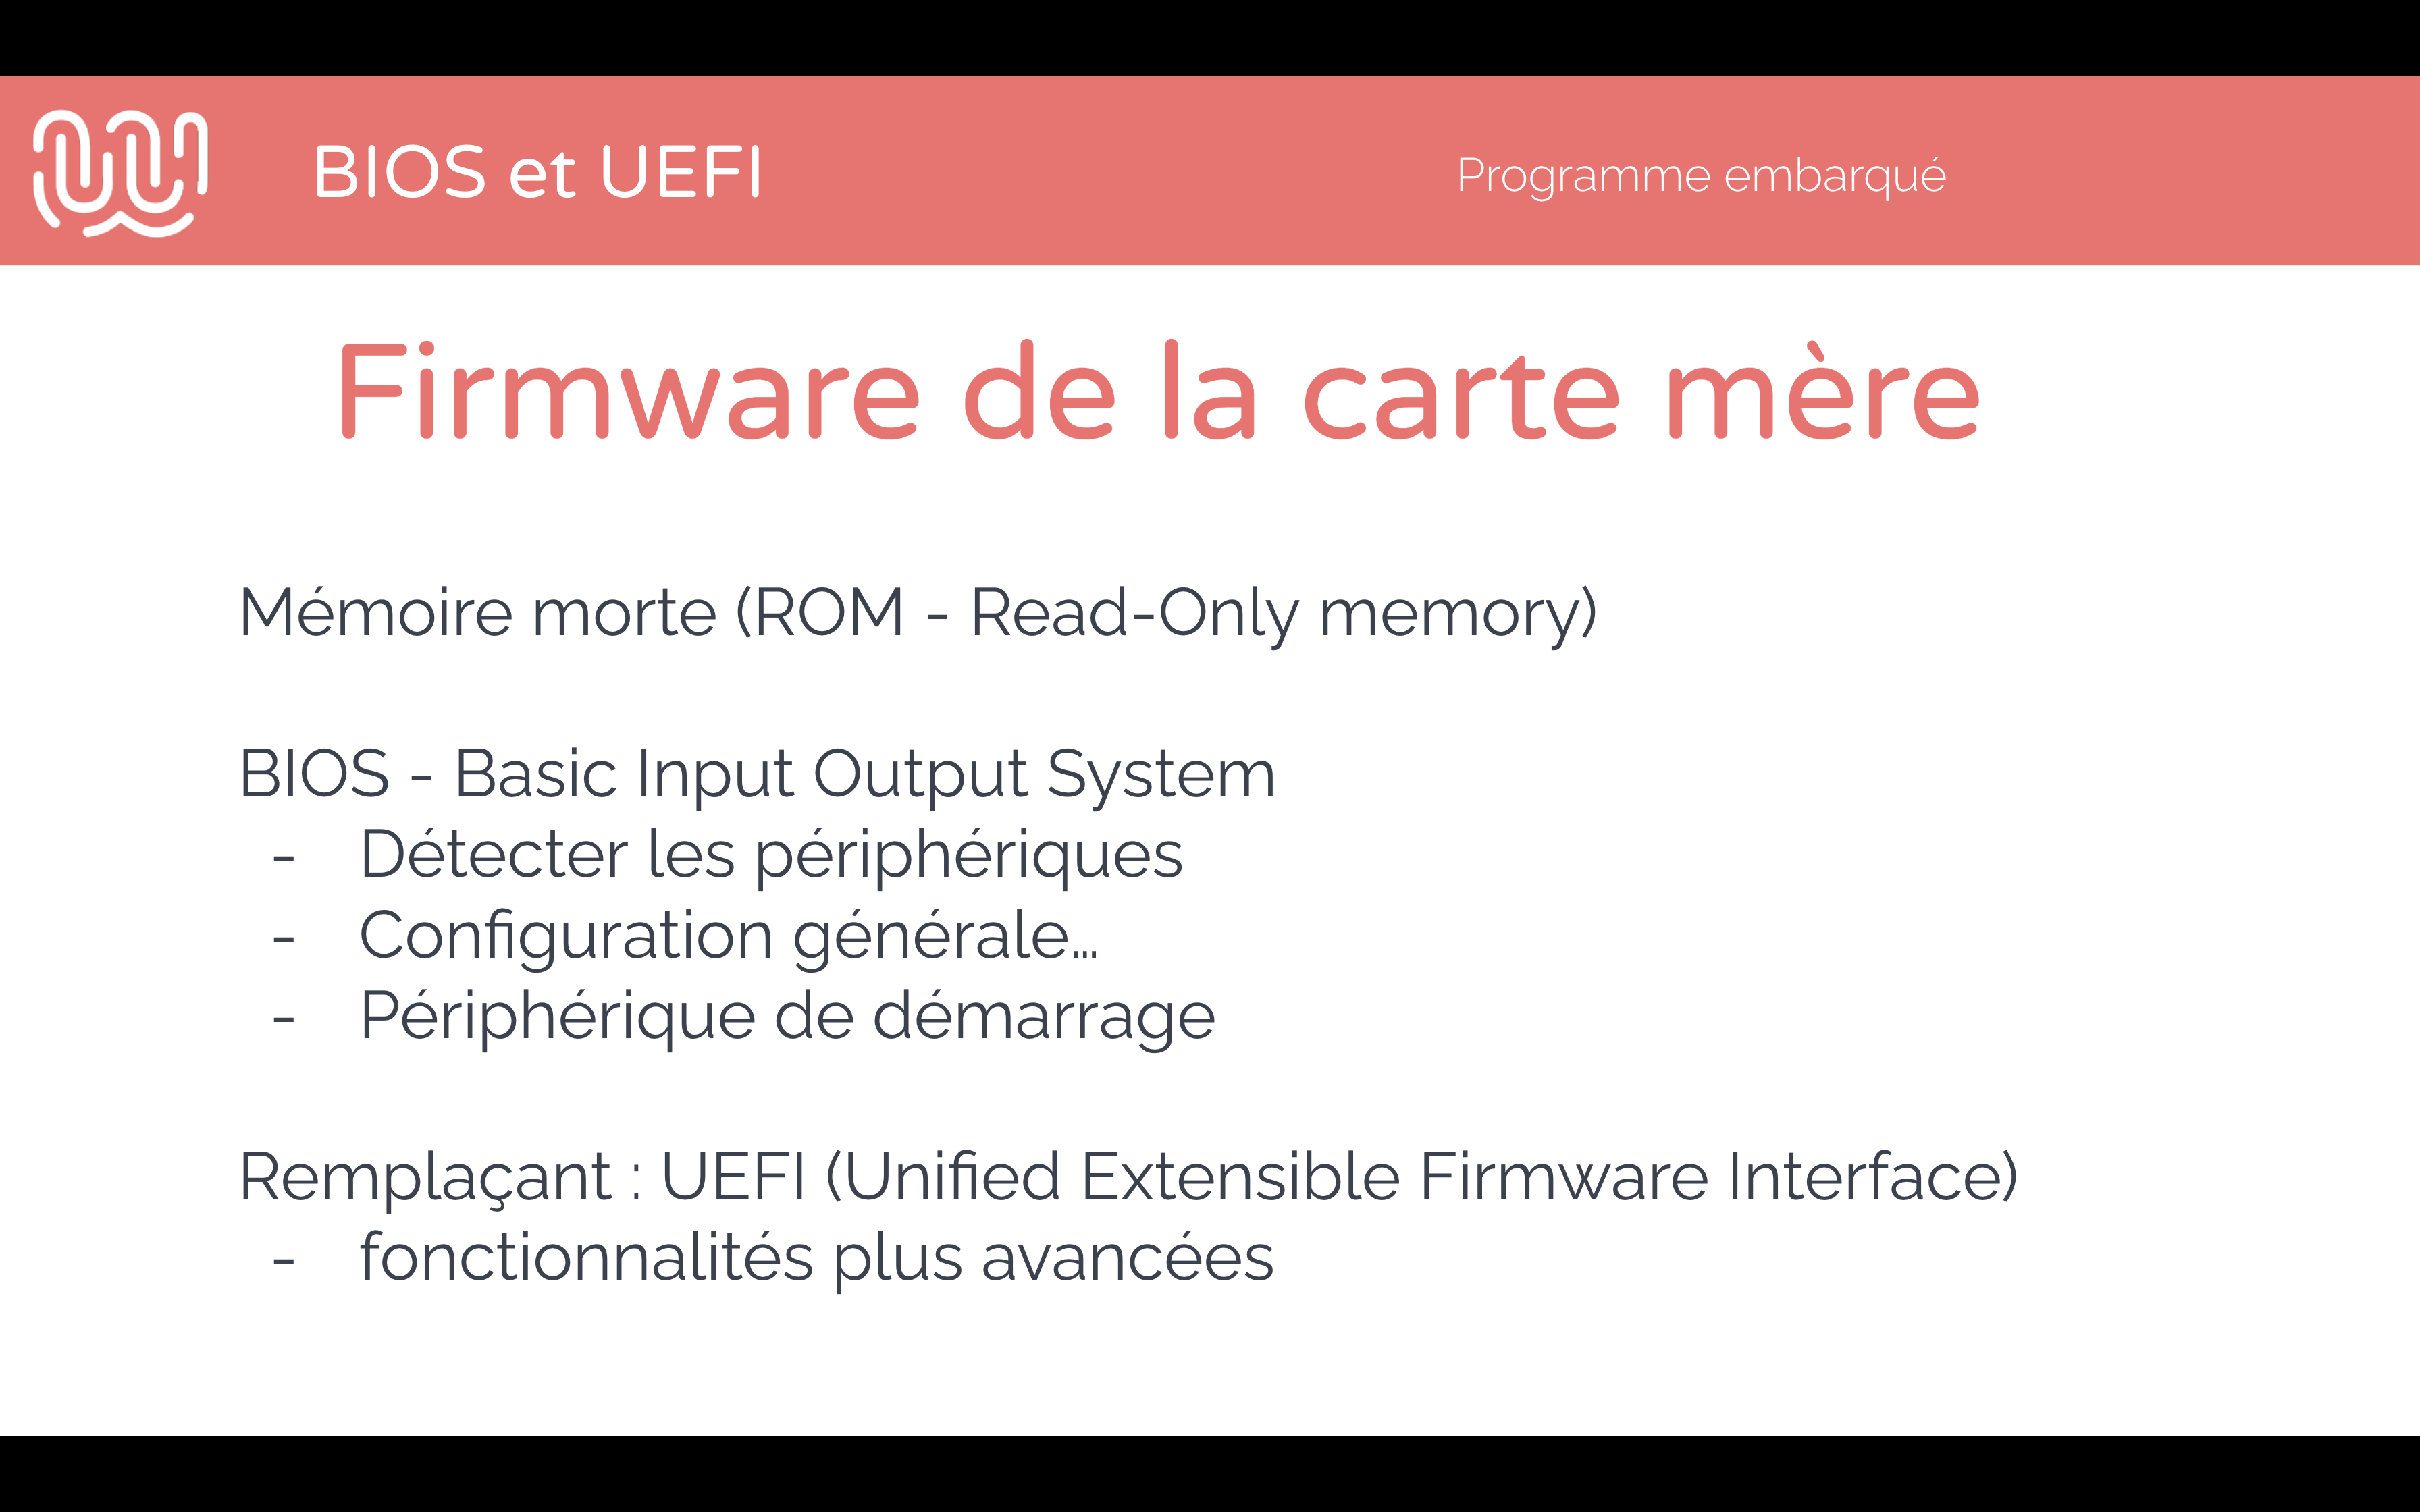 BIOS et UEFI
Programme embarqué
Firmware de la carte mère
Mémoire morte (ROM - Read-Only memory)
BIOS - Basic Input Output System
- Détecter les périphériques
- Configuration générale...
- Périphérique de démarrage
Remplaçant : UEFI (Unified Extensible Firmware Interface)
- fonctionnalités plus avancées